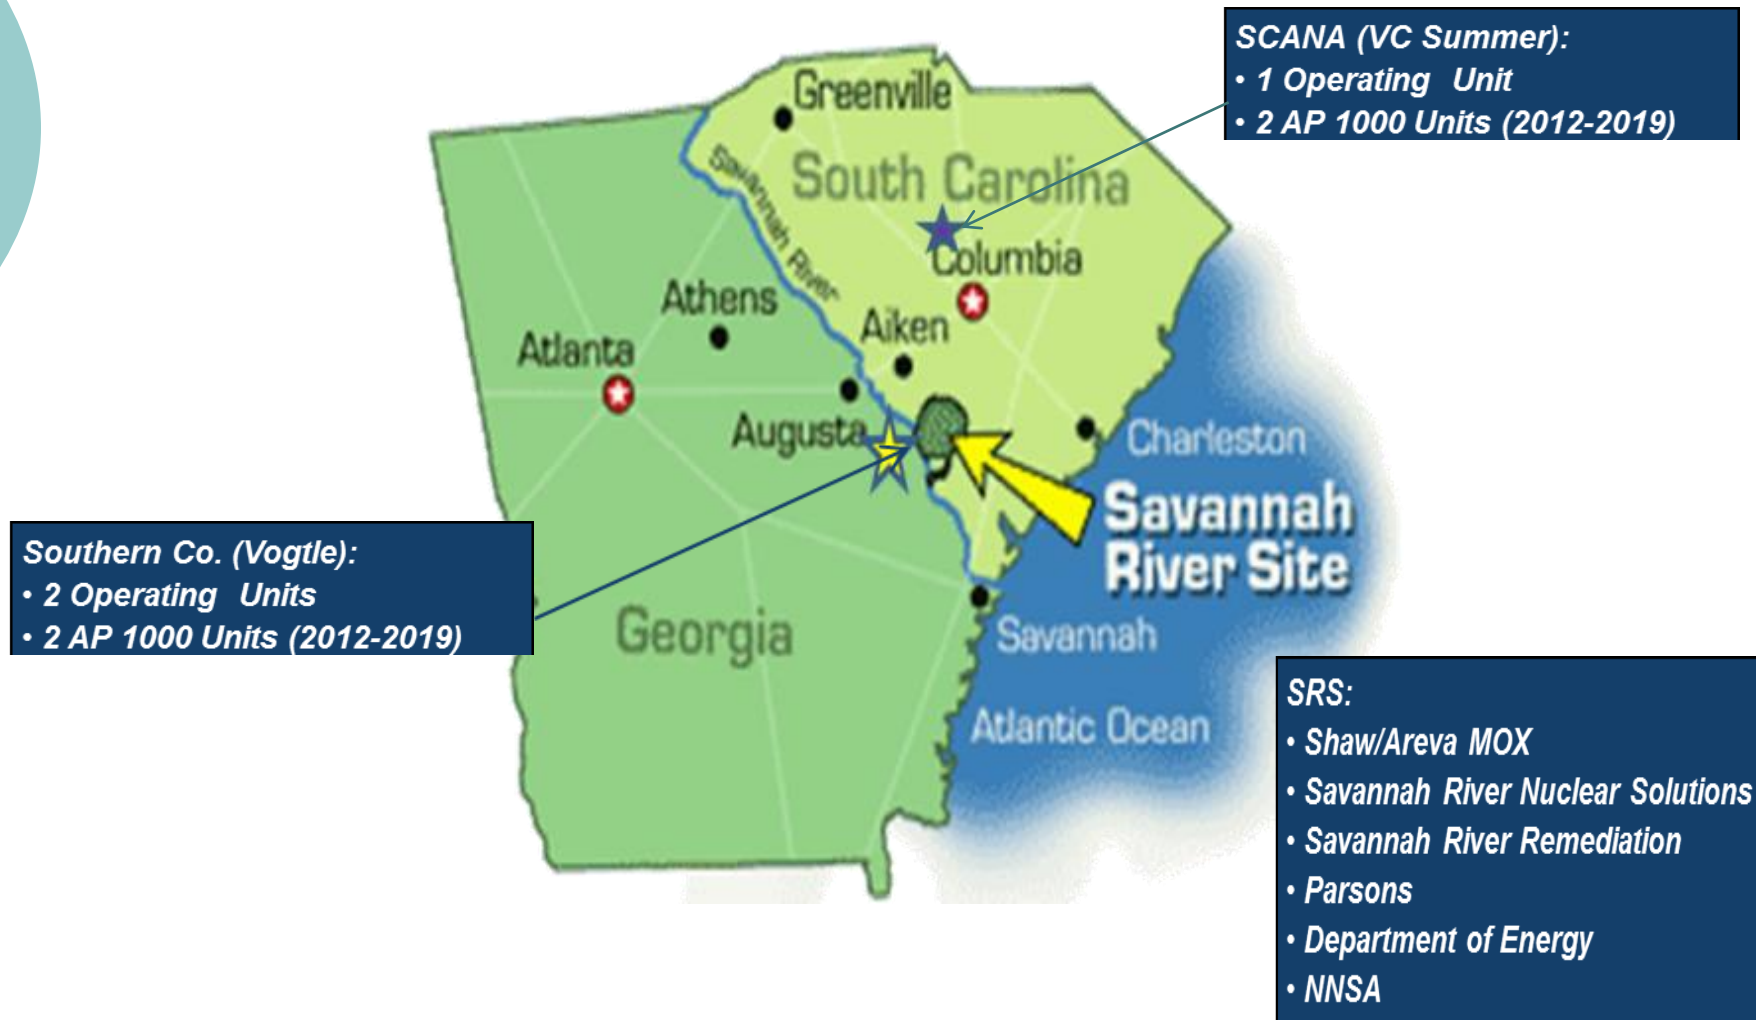 SCANA (VC Summer):
• 1 Operating Unit
• 2 AP 1000 Units (2012-2019)
Greenville
South Carolina
Savannah River
Columbia
Athens
Aiken
Atlanta
Augusta
Charleston
Savannah
River Site
Southern Co. (Vogtle):
• 2 Operating Units
• 2 AP 1000 Units (2012-2019)
Georgia
Savannah
Atlantic Ocean
SRS:
• Shaw/Areva MOX
• Savannah River Nuclear Solutions
• Savannah River Remediation
• Parsons
• Department of Energy
• NNSA